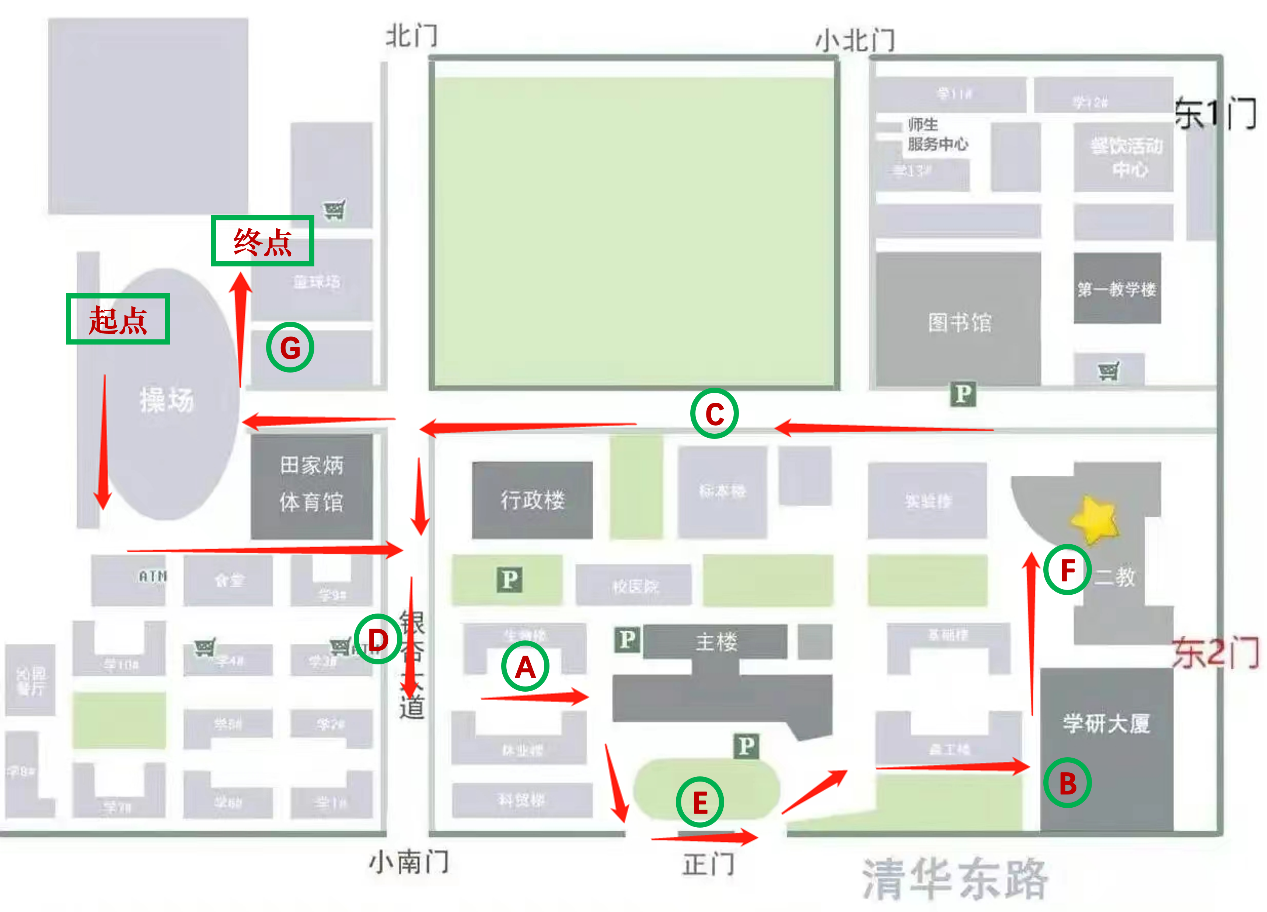 北门
小北门
学11#
学12#
东1门
师生
服务中心
餐饮活动
中心
学13#
终点
篮球场
第一教学楼
起点
图书馆
G
操场
P
C
田家炳
体育馆
行政楼
标本楼
实验楼
ATM
食堂
学9#
P
校医院
F
二教
银杏大道
D
生物楼
P
主楼
基础楼
东2门
学10#
学4#
学3#
A
沁园
餐厅
学5#
学2#
林业楼
P
森工楼
学研大厦
学8#
学7#
学6#
学1#
科贸楼
E
B
小南门
正门
清华东路